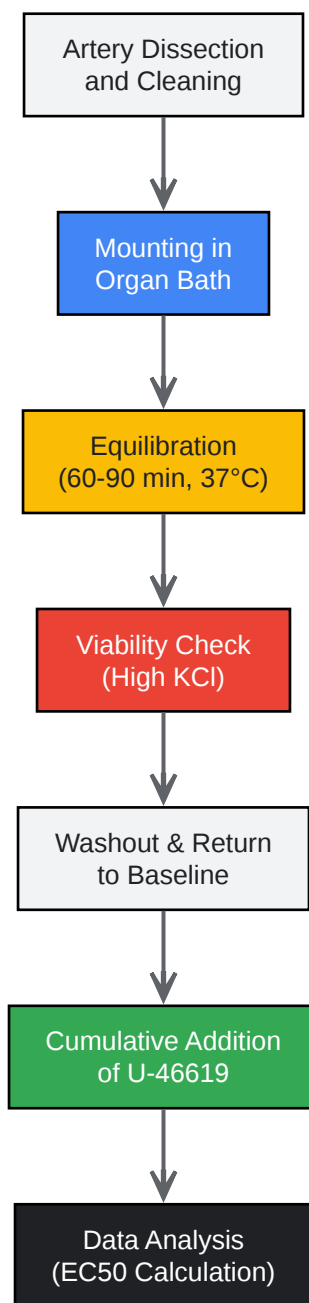 Artery Dissection
and Cleaning
Mounting in
Organ Bath
Equilibration
(60-90 min, 37°C)
Viability Check
(High KCl)
Washout & Return
to Baseline
Cumulative Addition
of U-46619
Data Analysis
(EC50 Calculation)